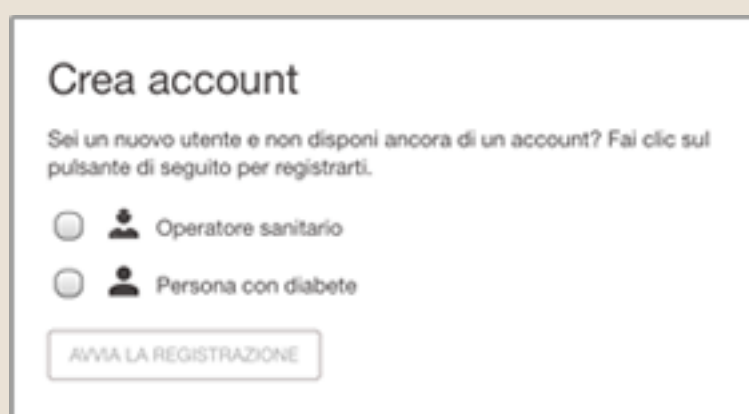 Crea account
Sei un nuovo utente e non disponi ancora di un account? Fai clic sul
pulsante di seguito per registrarti.
Operatore sanitario
Persona con diabete
AVVIA LA REGISTRAZIONE